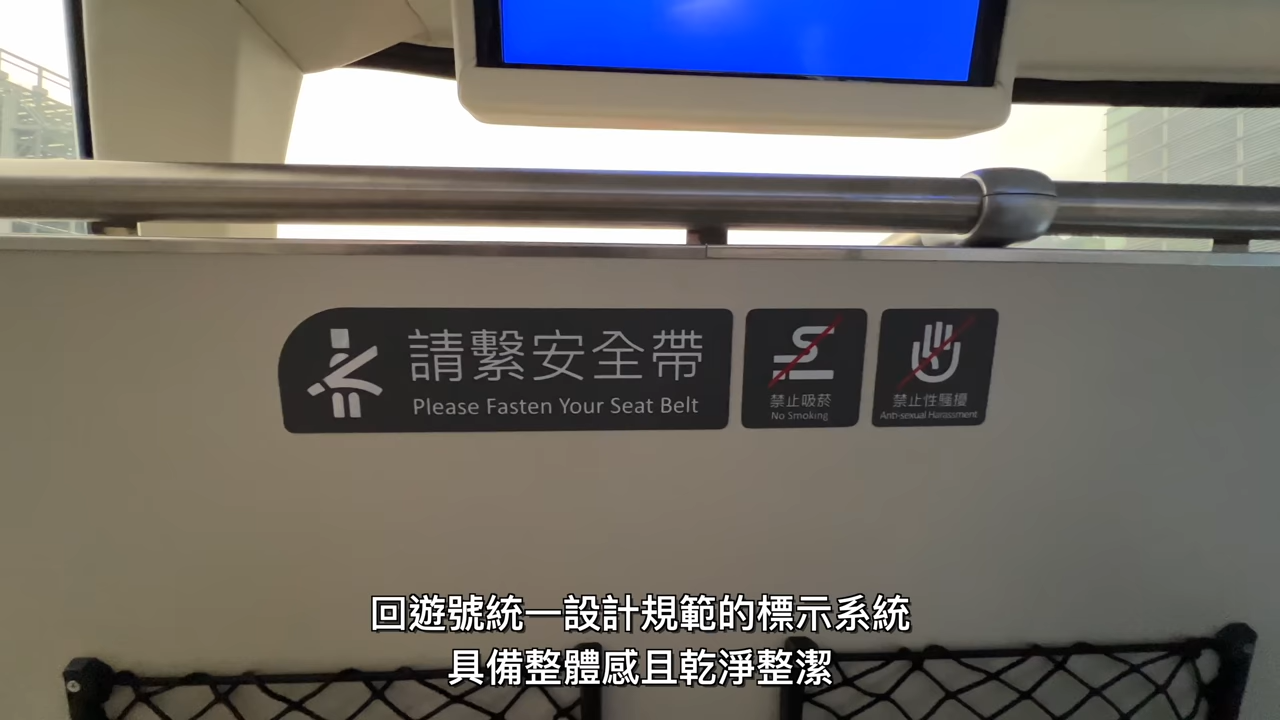 請繫安全帶
Please Fasten Your Seat Belt
禁止吸菸
No Smoking
禁止性騷擾
Anti-sexual Harassment
回遊號統一設計規範的標示系統
具備整體感且乾淨整潔